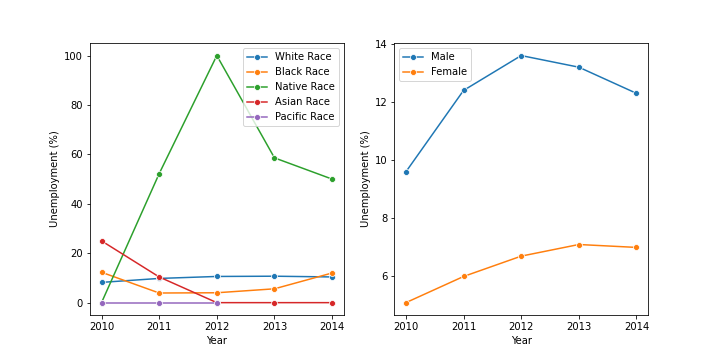 100
80
60
40
20
0
Unemployment (%)
2010 2011 2012 2013 2014
Year
White Race
Black Race
Native Race
Asian Race
Pacific Race
14
12
10
8
6
Unemployment (%)
2010 2011 2012 2013 2014
Year
Male
Female